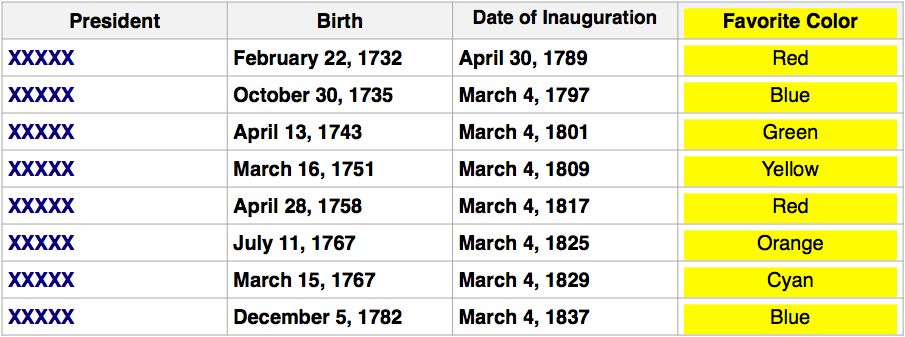 President Birth Date of Inauguration Favorite Color
XXXXX February 22, 1732 April 30, 1789 Red
XXXXX October 30, 1735 March 4, 1797 Blue
XXXXX April 13, 1743 March 4, 1801 Green
XXXXX March 16, 1751 March 4, 1809 Yellow
XXXXX April 28, 1758 March 4, 1817 Red
XXXXX July 11, 1767 March 4, 1825 Orange
XXXXX March 15, 1767 March 4, 1829 Cyan
XXXXX December 5, 1782 March 4, 1837 Blue